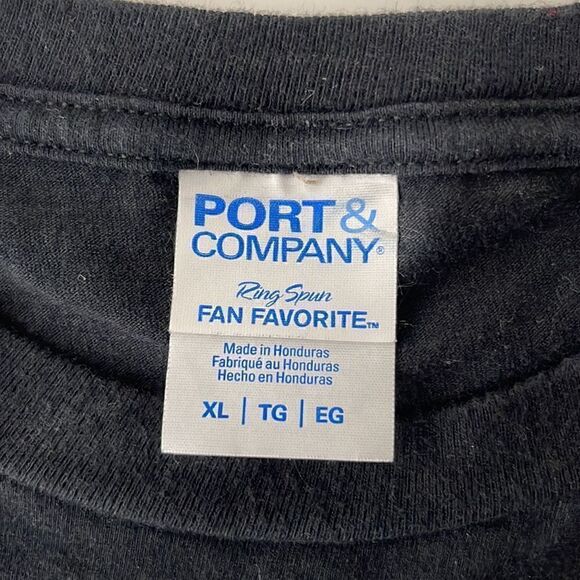 PORT &
COMPANY®
Ring Spun
FAN FAVORITE™
Made in Honduras
Fabriqué au Honduras
Hecho en Honduras
XL | TG | EG